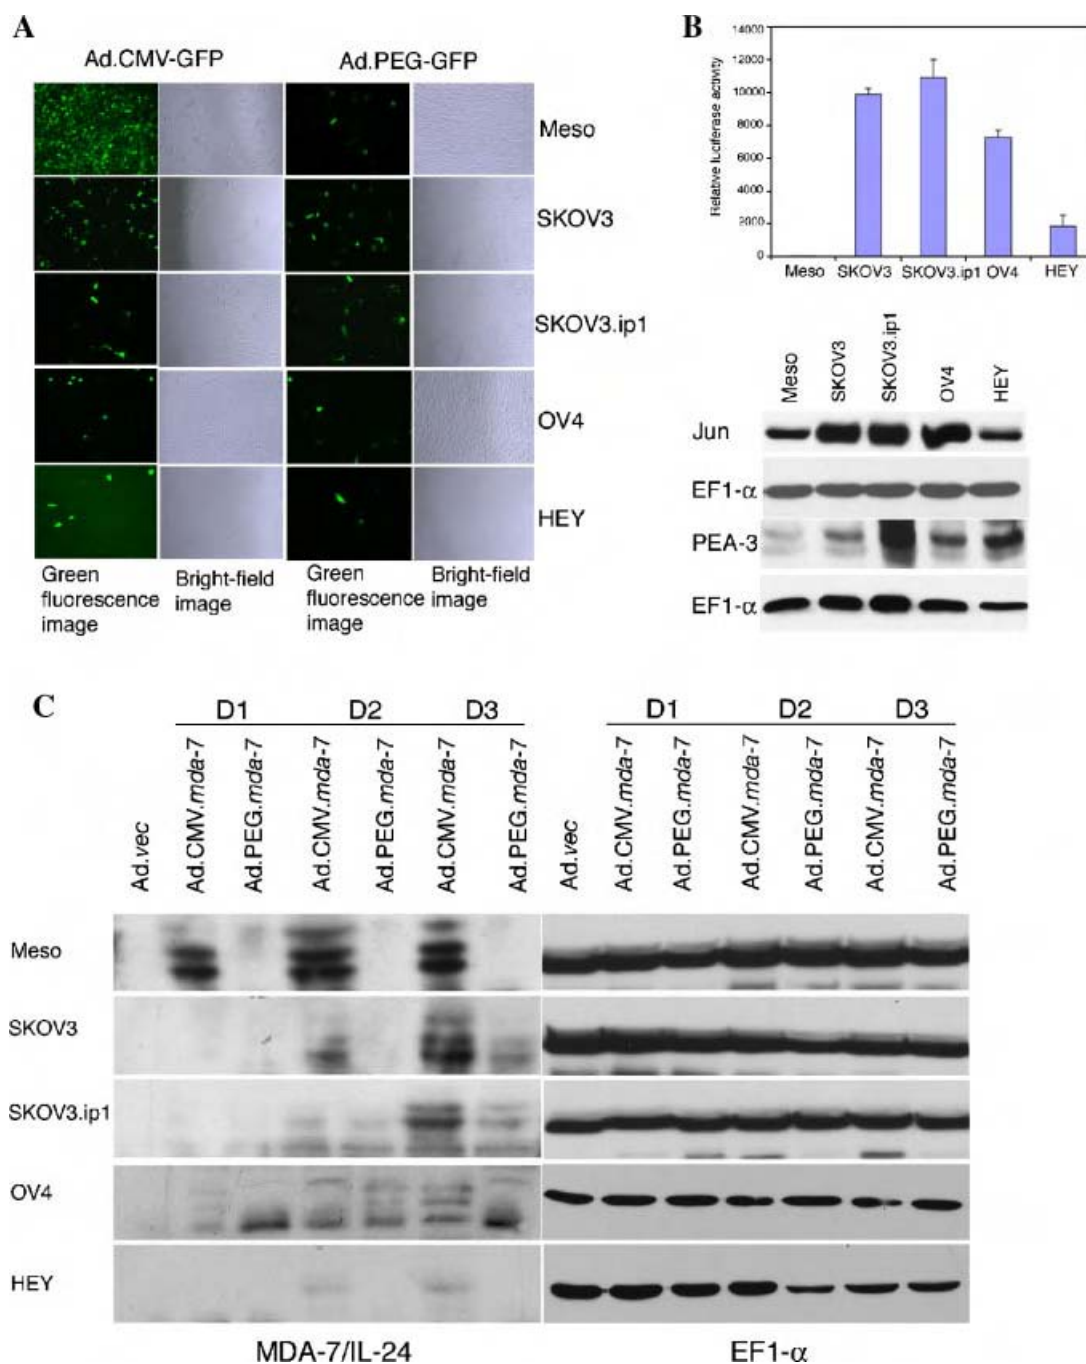 A
Ad.CMV-GFP Ad.PEG-GFP
Meso
SKOV3
SKOV3.ip1
OV4
HEY
Green fluorescence image
Bright-field image
Green fluorescence image
Bright-field image
B
Relative luciferase activity
14000
12000
10000
8000
6000
4000
2000
0
Meso SKOV3 SKOV3.ip1 OV4 HEY
Meso SKOV3 SKOV3.ip1 OV4 HEY
Jun
EF1-α
PEA-3
EF1-α
C
D1 D2 D3 D1 D2 D3
Ad.vec Ad.CMV.mda-7 Ad.PEG.mda-7 Ad.CMV.mda-7 Ad.PEG.mda-7 Ad.CMV.mda-7 Ad.PEG.mda-7
Ad.vec Ad.CMV.mda-7 Ad.PEG.mda-7 Ad.CMV.mda-7 Ad.PEG.mda-7 Ad.CMV.mda-7 Ad.PEG.mda-7
Meso
SKOV3
SKOV3.ip1
OV4
HEY
MDA-7/IL-24 EF1-α